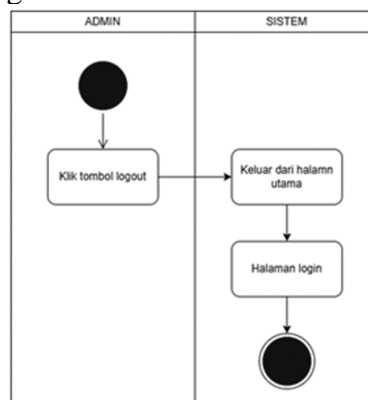 ADMIN
SISTEM
Klik tombol logout
Keluar dari halamn
utama
Halaman login